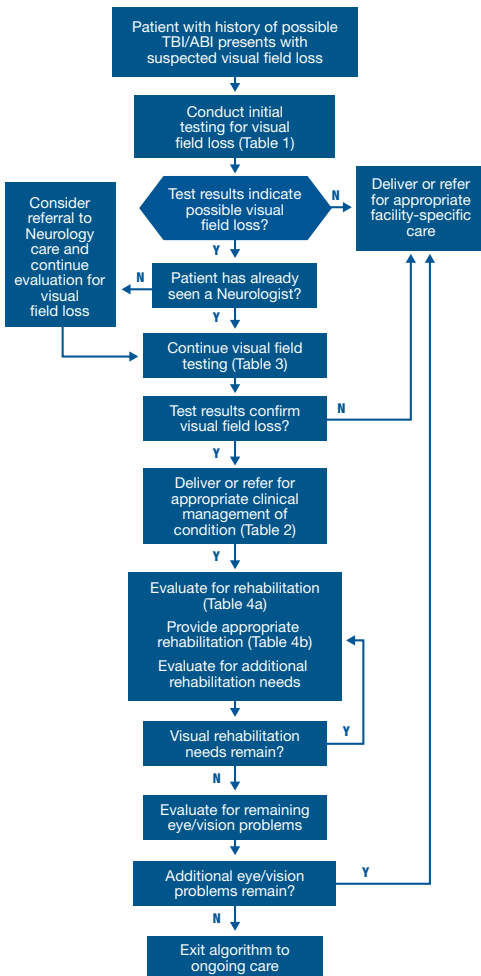 Patient with history of possible
TBI/ABI presents with
suspected visual field loss
Conduct initial
testing for visual
field loss (Table 1)
Test results indicate
possible visual
field loss?
N
Deliver or refer
for appropriate
facility-specific
care
Y
Consider
referral to
Neurology
care and
continue
evaluation for
visual
field loss
N
Patient has already
seen a Neurologist?
Y
Continue visual field
testing (Table 3)
Test results confirm
visual field loss?
N
Y
Deliver or refer for
appropriate clinical
management of
condition (Table 2)
Y
Evaluate for rehabilitation
(Table 4a)
Provide appropriate
rehabilitation (Table 4b)
Evaluate for additional
rehabilitation needs
Visual rehabilitation
needs remain?
Y
N
Evaluate for remaining
eye/vision problems
Additional eye/vision
problems remain?
Y
N
Exit algorithm to
ongoing care